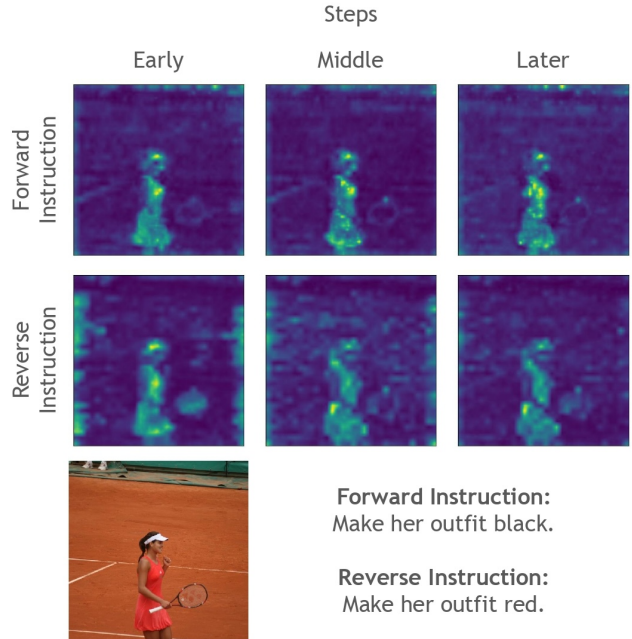 Steps
Early Middle Later
Forward
Instruction
Reverse
Instruction
Forward Instruction:
Make her outfit black.
Reverse Instruction:
Make her outfit red.